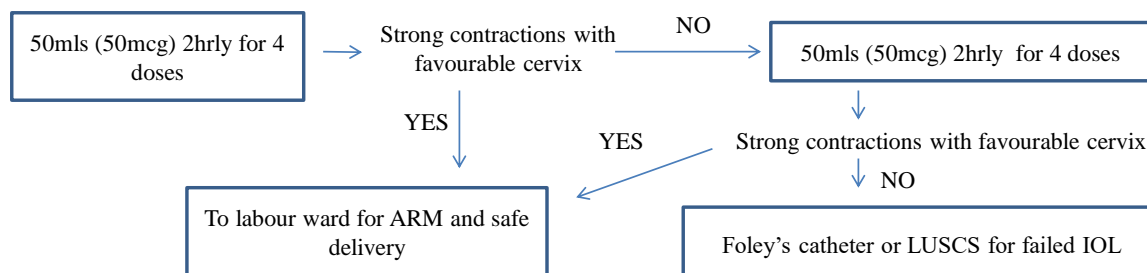 50mls (50mcg) 2hrly for 4
doses
Strong contractions with
favourable cervix
NO
50mls (50mcg) 2hrly  for 4 doses
YES
YES
Strong contractions with favourable cervix
NO
To labour ward for ARM and safe
delivery
Foley’s catheter or LUSCS for failed IOL